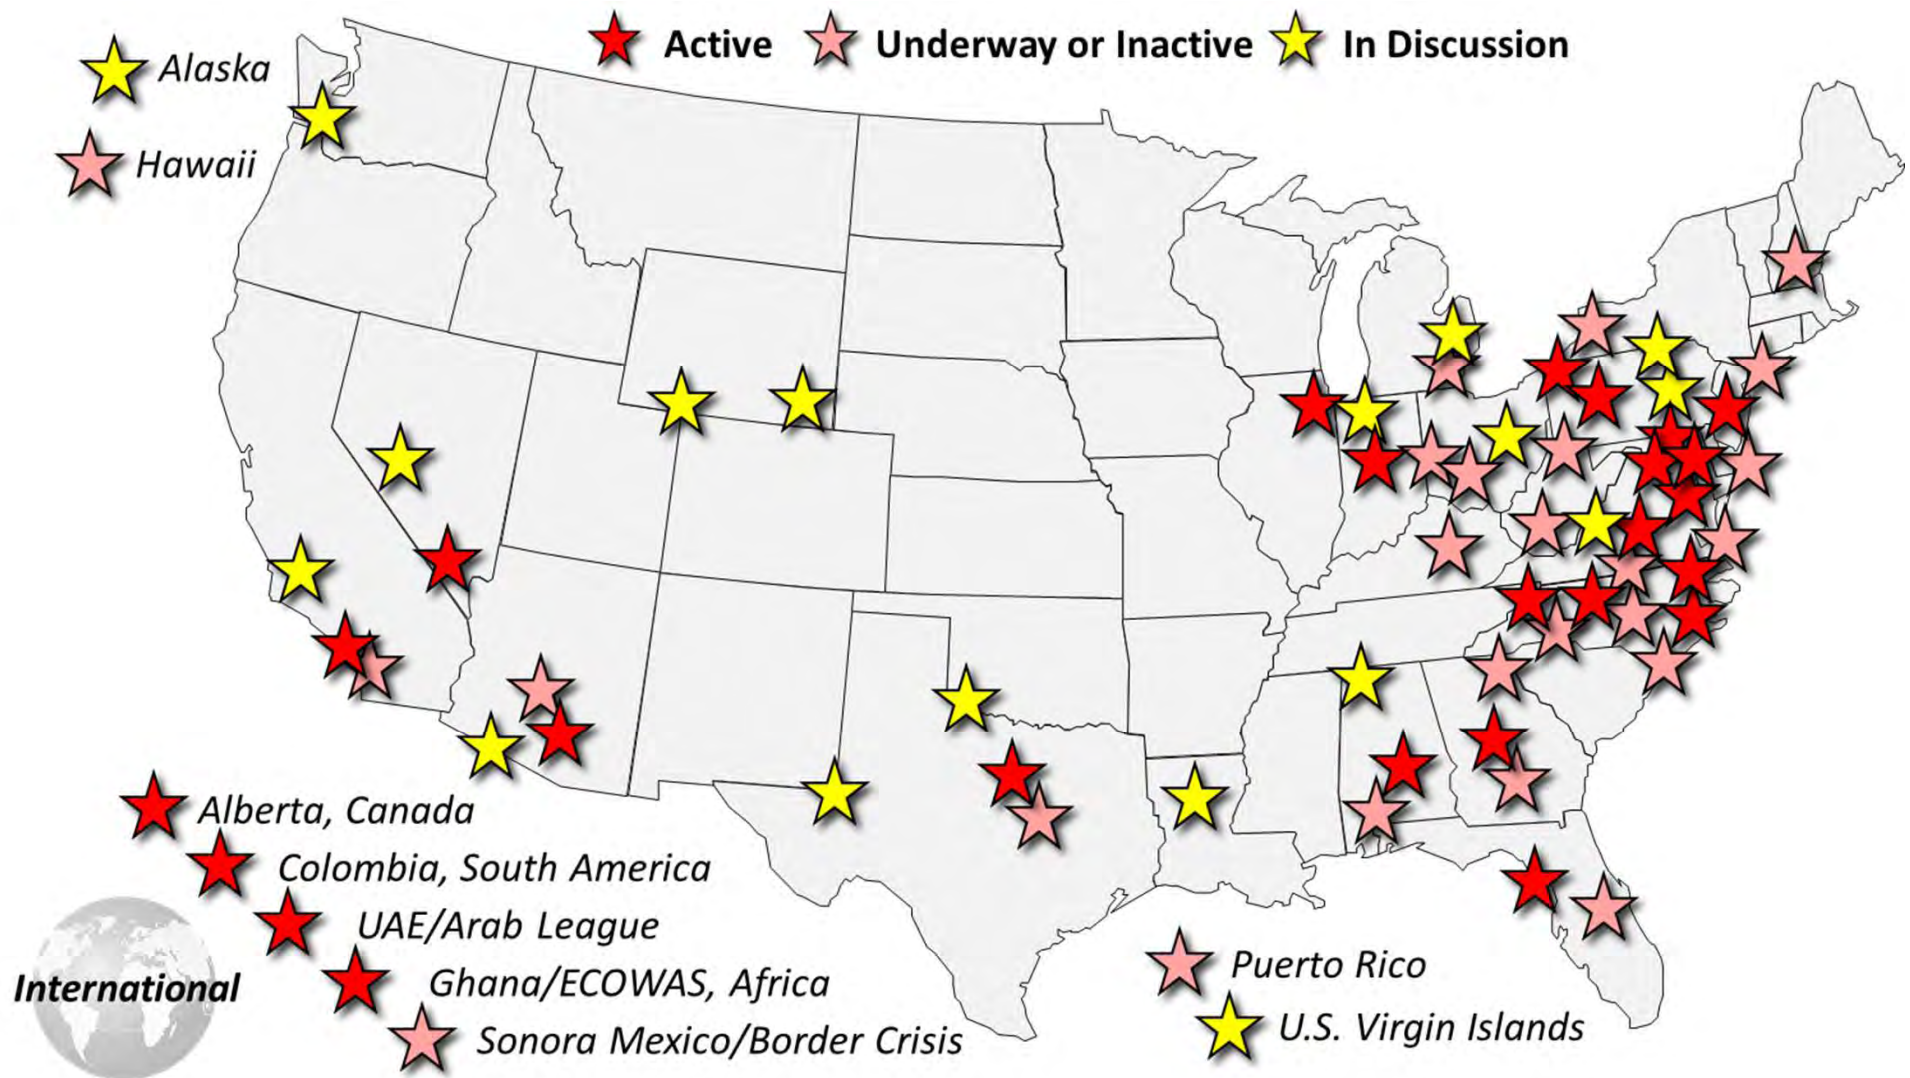 Active
Underway or Inactive
In Discussion
Alaska
Hawaii
Alberta, Canada
Colombia, South America
UAE/Arab League
Ghana/ECOWAS, Africa
Sonora Mexico/Border Crisis
International
Puerto Rico
U.S. Virgin Islands